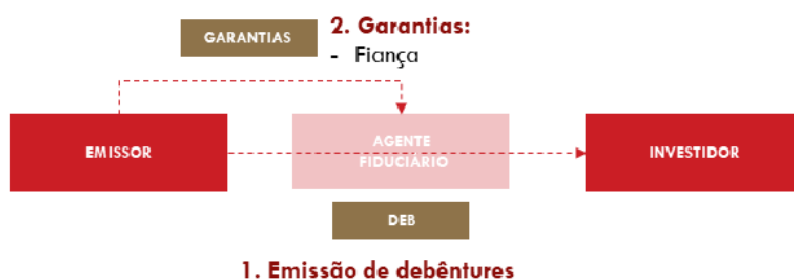 GARANTIAS
2. Garantias:
- Fiança
EMISSOR
AGENTE
FIDUCIÁRIO
INVESTIDOR
DEB
1. Emissão de debêntures